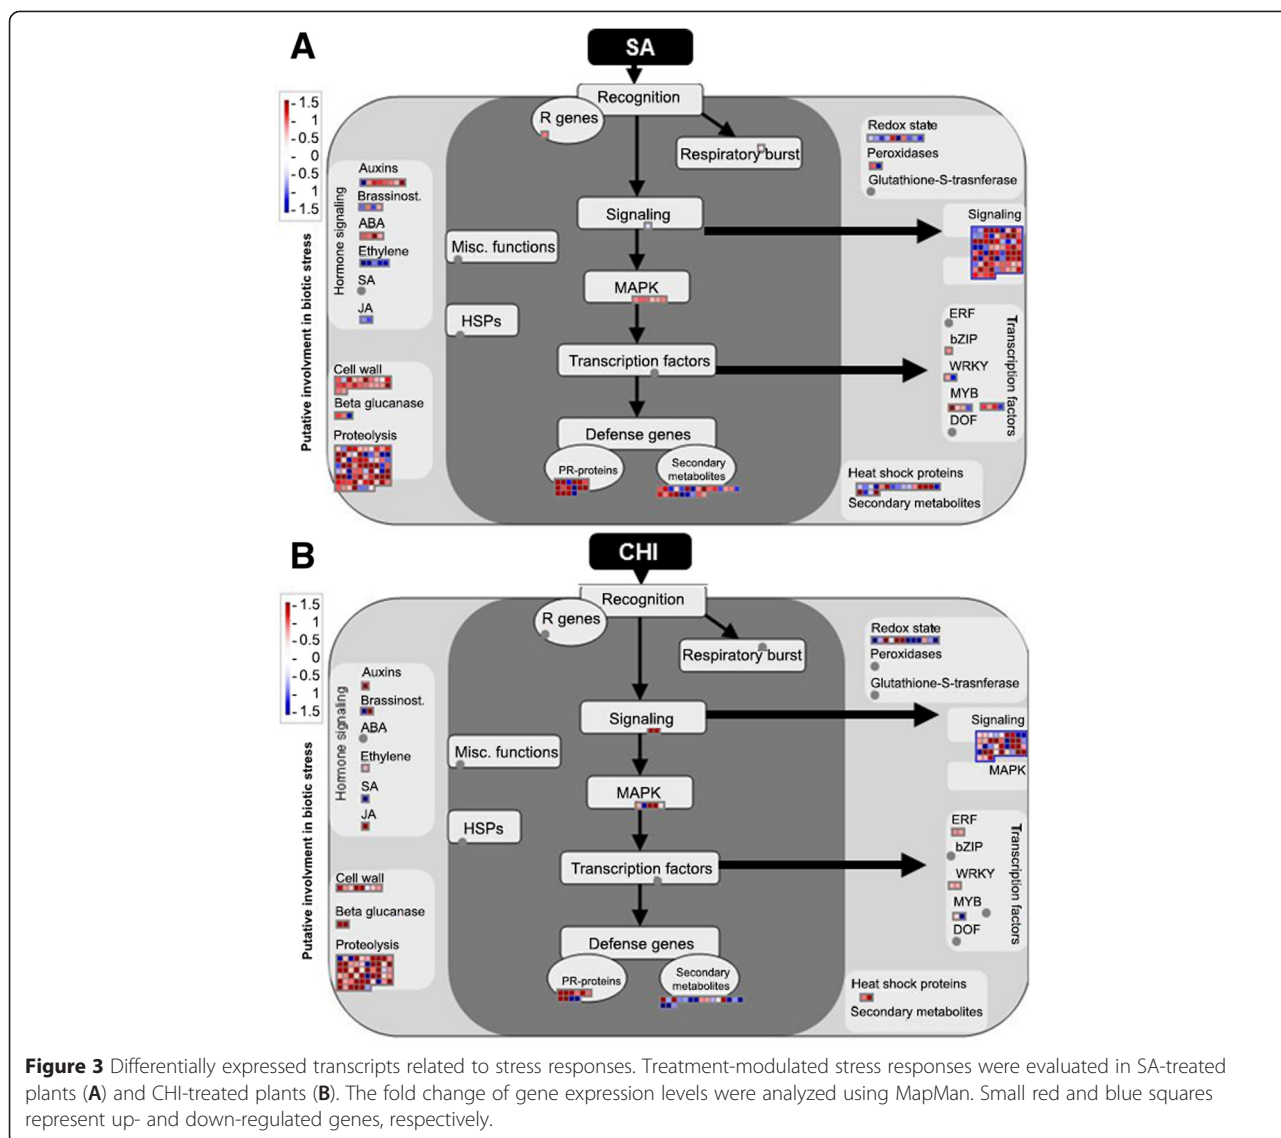 A
SA
Recognition
R genes
Respiratory burst
- 1.5
1
- 0.5
- 0
- 0.5
1
- 1.5
Putative involvment in biotic stress
Hormone signaling
Auxins
Brassinost.
ABA
Ethylene
SA
JA
Cell wall
Beta glucanase
Proteolysis
Misc. functions
HSPs
Signaling
MAPK
Transcription factors
Defense genes
PR-proteins
Secondary
metabolites
Redox state
Peroxidases
Glutathione-S-trasnferase
Signaling
ERF
bZIP
WRKY
MYB
DOF
Transcription factors
Heat shock proteins
Secondary metabolites
B
CHI
Recognition
R genes
Respiratory burst
- 1.5
1
- 0.5
- 0
- 0.5
1
- 1.5
Putative involvment in biotic stress
Hormone signaling
Auxins
Brassinost.
ABA
Ethylene
SA
JA
Cell wall
Beta glucanase
Proteolysis
Misc. functions
HSPs
Signaling
MAPK
Transcription factors
Defense genes
PR-proteins
Secondary
metabolites
Redox state
Peroxidases
Glutathione-S-trasnferase
Signaling
MAPK
ERF
bZIP
WRKY
MYB
DOF
Transcription factors
Heat shock proteins
Secondary metabolites
Figure 3 Differentially expressed transcripts related to stress responses. Treatment-modulated stress responses were evaluated in SA-treated
plants (A) and CHI-treated plants (B). The fold change of gene expression levels were analyzed using MapMan. Small red and blue squares
represent up- and down-regulated genes, respectively.